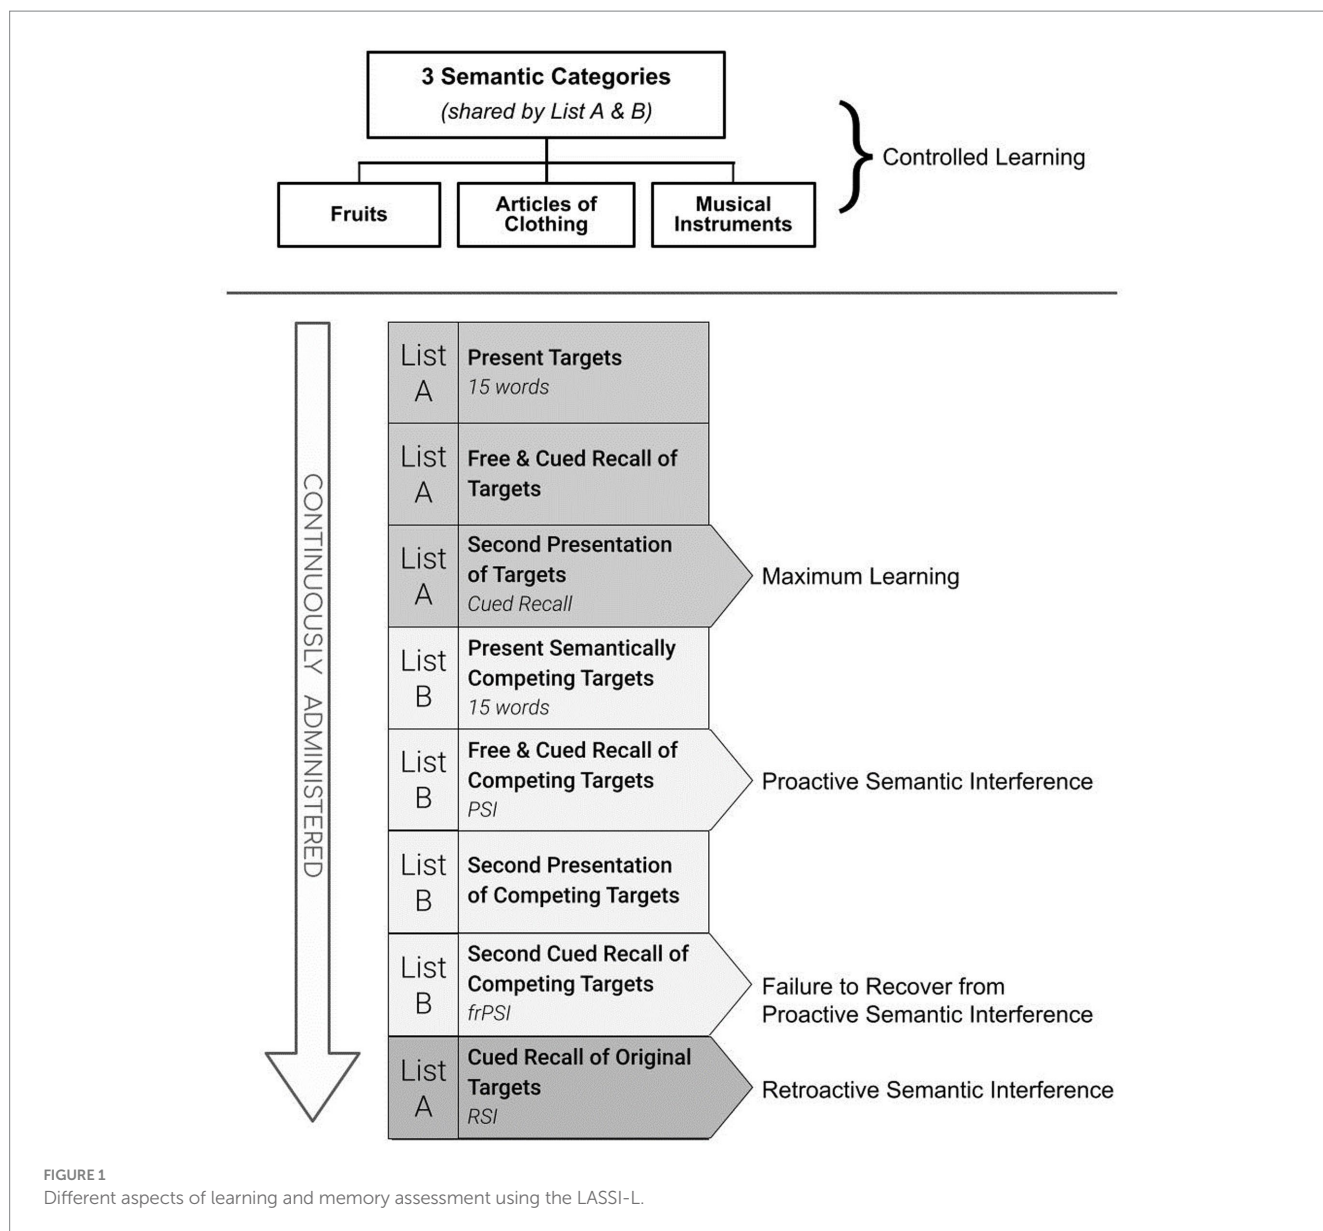 3 Semantic Categories
(shared by List A & B)
Controlled Learning
Fruits
Articles of
Clothing
Musical
Instruments
CONTINUOUSLY ADMINISTERED
List
A
Present Targets
15 words
List
A
Free & Cued Recall of
Targets
List
A
Second Presentation
of Targets
Cued Recall
Maximum Learning
List
B
Present Semantically
Competing Targets
15 words
List
B
Free & Cued Recall of
Competing Targets
PSI
Proactive Semantic Interference
List
B
Second Presentation
of Competing Targets
List
B
Second Cued Recall of
Competing Targets
frPSI
Failure to Recover from
Proactive Semantic Interference
List
A
Cued Recall of Original
Targets
RSI
Retroactive Semantic Interference
FIGURE 1
Different aspects of learning and memory assessment using the LASSI-L.